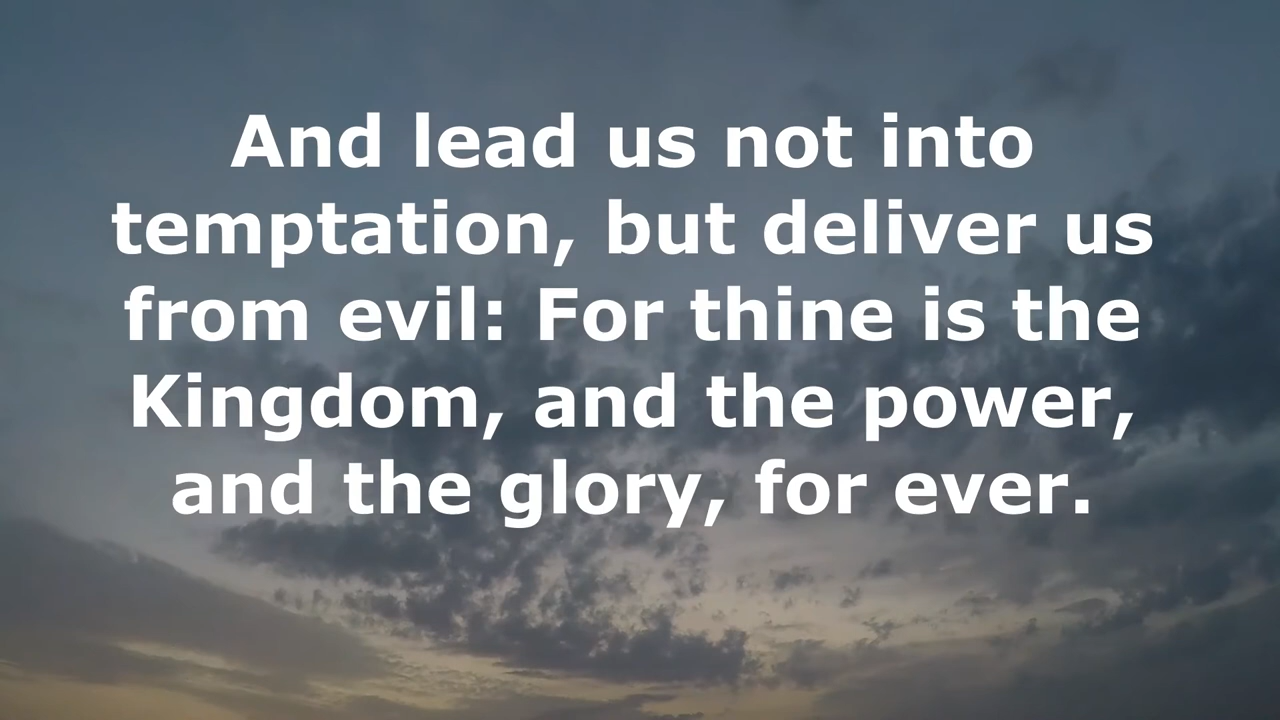 And lead us not into
temptation, but deliver us
from evil: For thine is the
Kingdom, and the power,
and the glory, for ever.